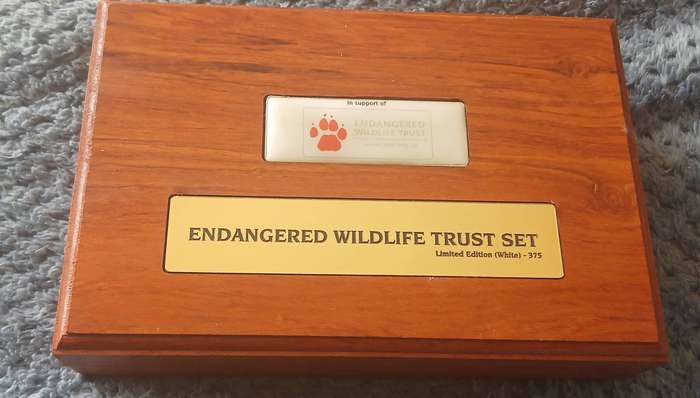 In support of
ENDANGERED
WILDLIFE TRUST
ENDANGERED WILDLIFE TRUST SET
Limited Edition (White) - 375